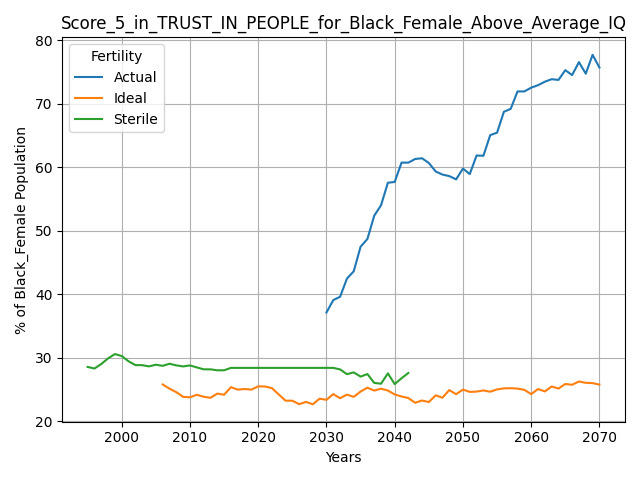 Score_5_in_TRUST_IN_PEOPLE_for_Black_Female_Above_Average_IQ
Fertility
Actual
Ideal
Sterile
% of Black_Female Population
80
70
60
50
40
30
20
2000
2010
2020
2030
2040
2050
2060
2070
Years